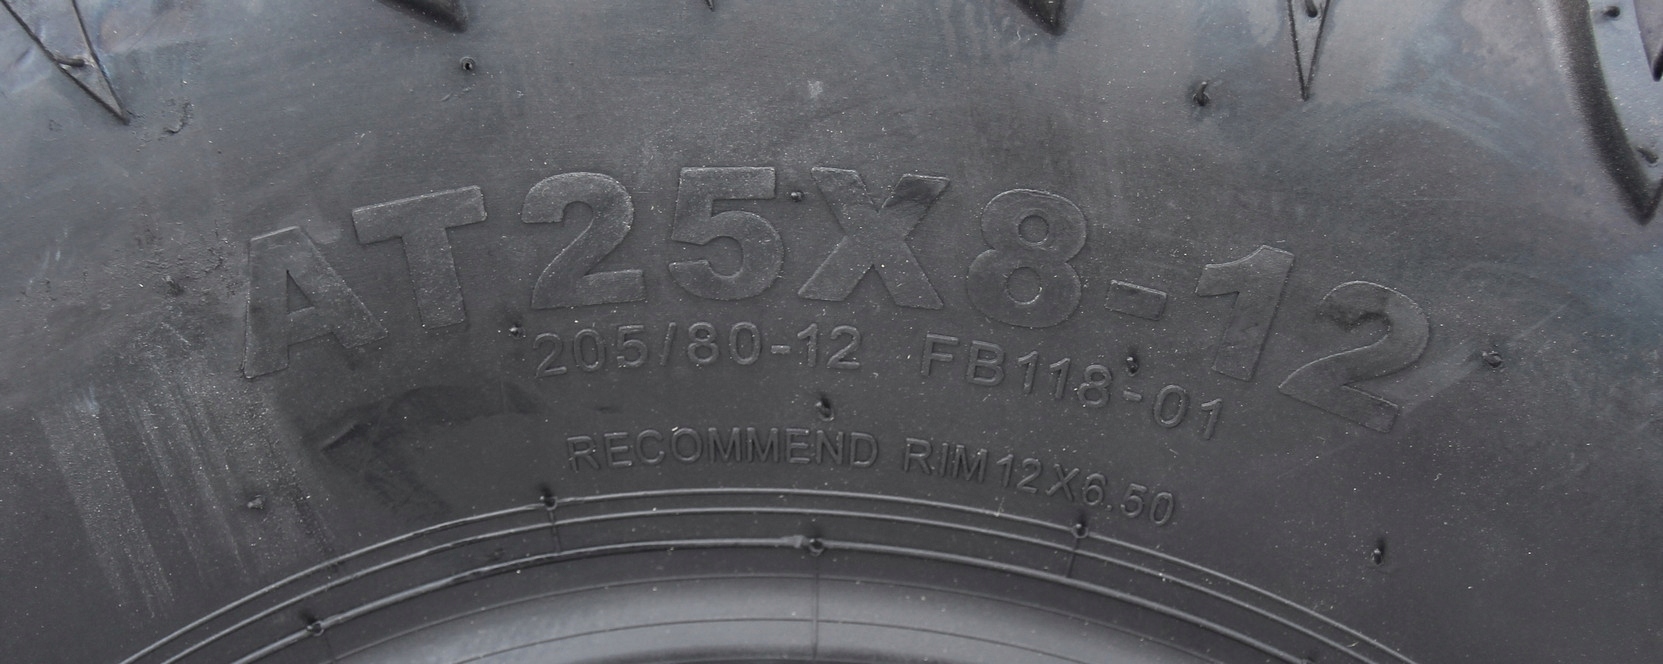 AT25X8-12
205/80-12 FB118-01
RECOMMEND RIM12X6.50